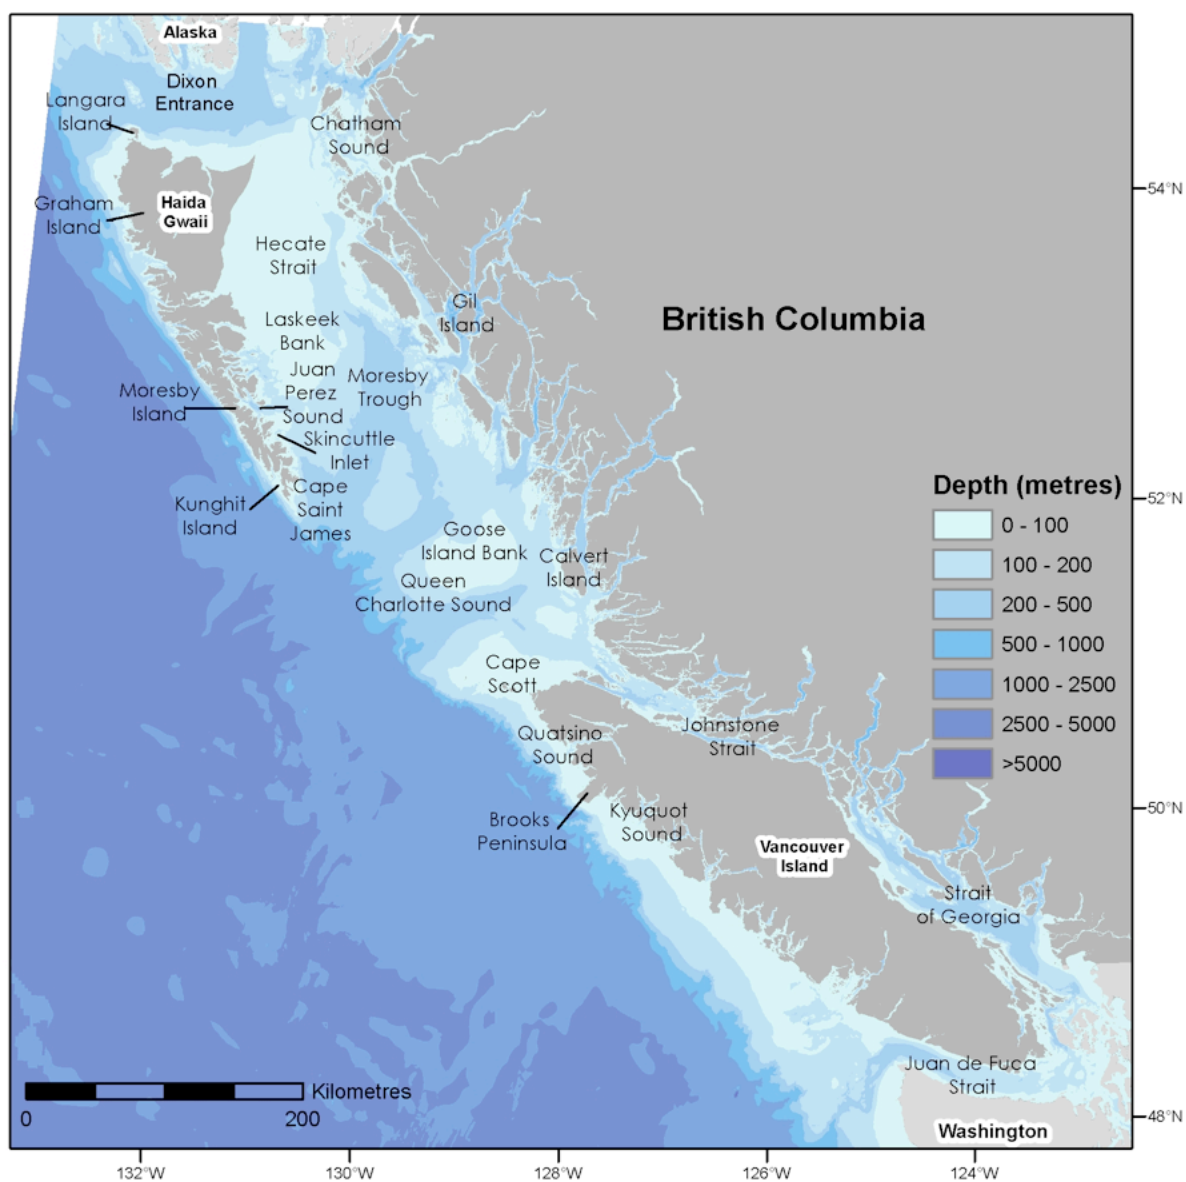 Alaska
Dixon
Entrance
Langara
Island
Chatham
Sound
54°N
Graham
Island
Haida
Gwaii
Hecate
Strait
Gil
Island
British Columbia
Laskeek
Bank
Juan
Perez
Sound
Moresby
Trough
Moresby
Island
Skincuttle
Inlet
Kunghit
Island
Cape
Saint
James
Depth (metres)
0 - 100
100 - 200
200 - 500
500 - 1000
1000 - 2500
2500 - 5000
>5000
52°N
Goose
Island Bank
Calvert
Island
Queen
Charlotte Sound
Cape
Scott
Quatsino
Sound
Johnstone
Strait
Brooks
Peninsula
Kyuquot
Sound
50°N
Vancouver
Island
Strait
of Georgia
Juan de Fuca
Strait
Kilometres
0
200
Washington
48°N
132°W
130°W
128°W
126°W
124°W